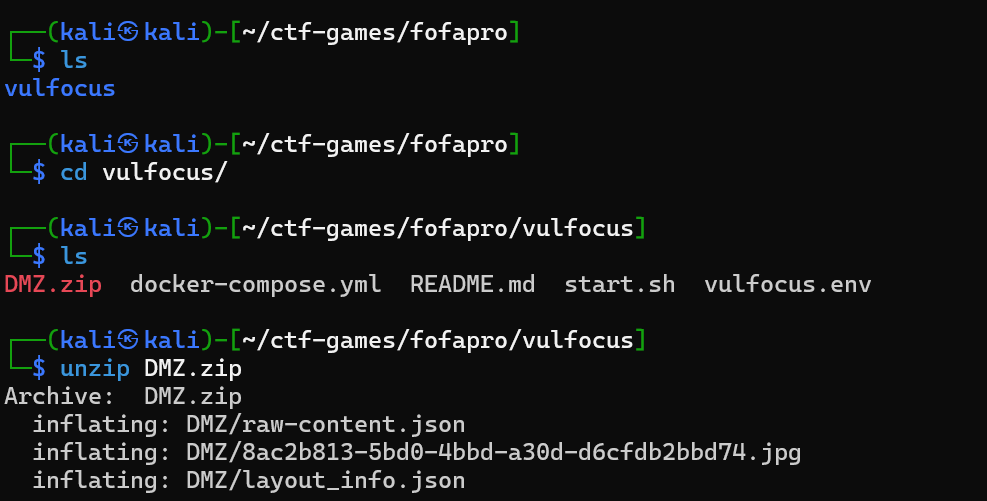 ┌──(kali㉿kali)-[~/ctf-games/fofapro]
└─$ ls
vulfocus
┌──(kali㉿kali)-[~/ctf-games/fofapro]
└─$ cd vulfocus/
┌──(kali㉿kali)-[~/ctf-games/fofapro/vulfocus]
└─$ ls
DMZ.zip  docker-compose.yml  README.md  start.sh  vulfocus.env
┌──(kali㉿kali)-[~/ctf-games/fofapro/vulfocus]
└─$ unzip DMZ.zip
Archive:  DMZ.zip
  inflating: DMZ/raw-content.json
  inflating: DMZ/8ac2b813-5bd0-4bbd-a30d-d6cfdb2bbd74.jpg
  inflating: DMZ/layout_info.json